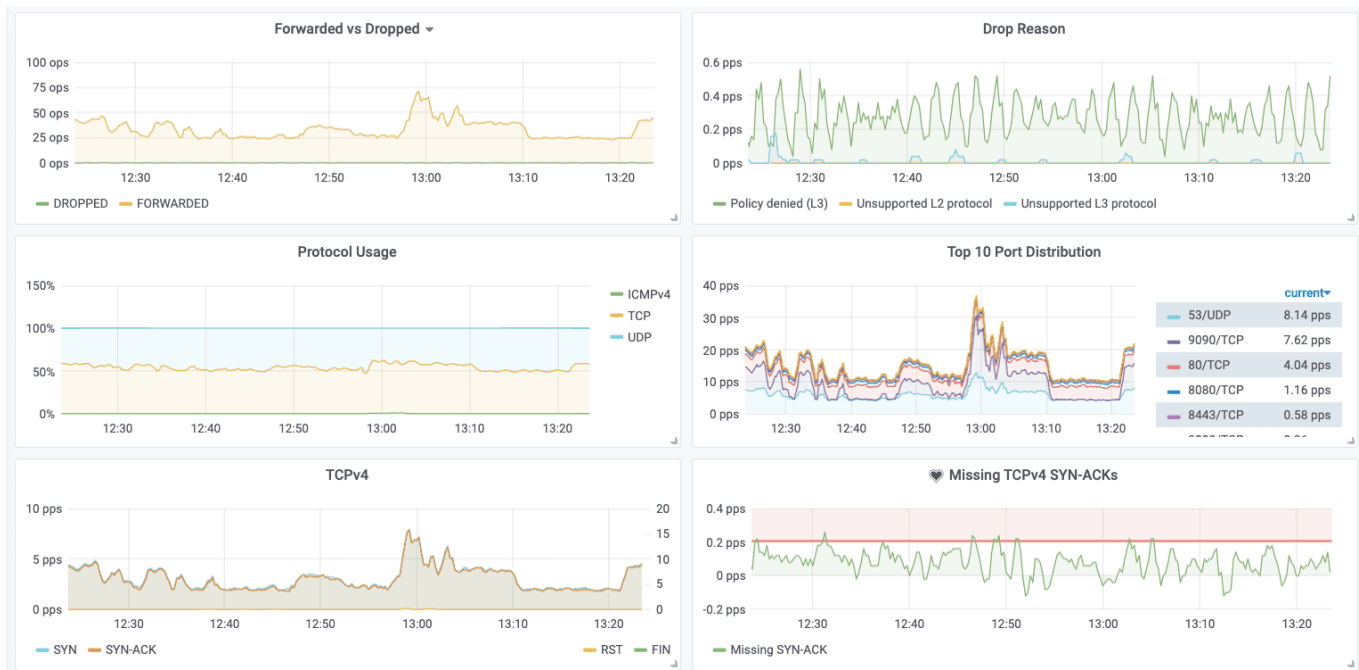 Forwarded vs Dropped
100 ops
75 ops
50 ops
25 ops
0 ops
12:30 12:40 12:50 13:00 13:10 13:20
DROPPED FORWARDED
Drop Reason
0.6 pps
0.4 pps
0.2 pps
0 pps
12:30 12:40 12:50 13:00 13:10 13:20
Policy denied (L3) Unsupported L2 protocol Unsupported L3 protocol
Protocol Usage
150%
100%
50%
0%
12:30 12:40 12:50 13:00 13:10 13:20
ICMPv4
TCP
UDP
Top 10 Port Distribution
40 pps
30 pps
20 pps
10 pps
0 pps
12:30 12:40 12:50 13:00 13:10 13:20
current
53/UDP 8.14 pps
9090/TCP 7.62 pps
80/TCP 4.04 pps
8080/TCP 1.16 pps
8443/TCP 0.58 pps
TCPv4
10 pps
5 pps
0 pps
20
15
10
5
0
12:30 12:40 12:50 13:00 13:10 13:20
SYN SYN-ACK RST FIN
Missing TCPv4 SYN-ACKs
0.4 pps
0.2 pps
0 pps
-0.2 pps
12:30 12:40 12:50 13:00 13:10 13:20
Missing SYN-ACK